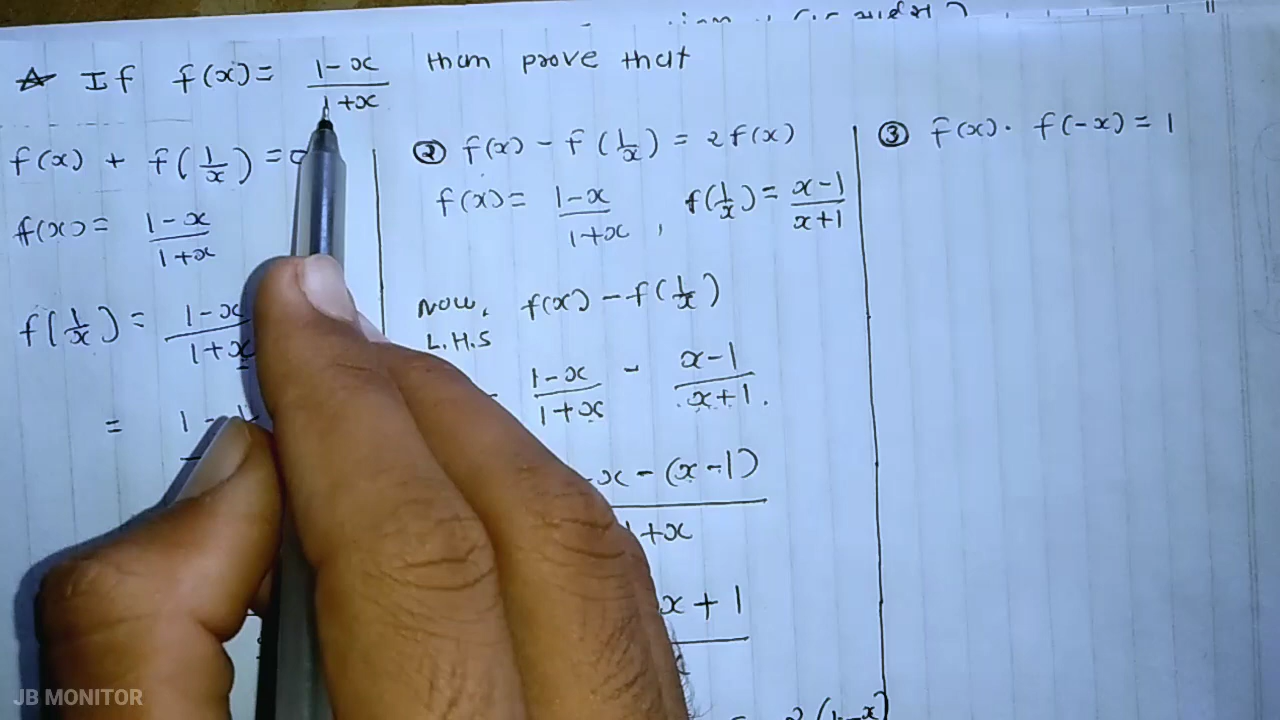 ☆ If f(x) = (1-x)/(1+x) then prove that
f(x) + f(1/x) = 0
f(x) = (1-x)/(1+x)
f(1/x) = (1-x)/(1+x)
=
② f(x) - f(1/x) = 2f(x)
f(x) = (1-x)/(1+x) , f(1/x) = (x-1)/(x+1)
Now, f(x) - f(1/x)
L.H.S
(1-x)/(1+x) - (x-1)/(x+1).
x - (x-1)
1+x
x + 1
③ f(x) . f(-x) = 1
JB MONITOR